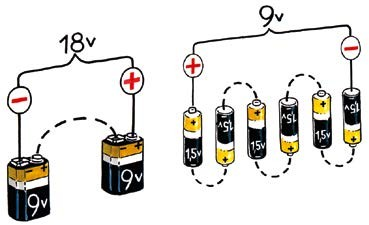 18v
9v
− +
+ −
− + 9v
− + 9v
+ 1,5v
+ 1,5v
+ 1,5v
+ 1,5v
+ 1,5v
+ 1,5v